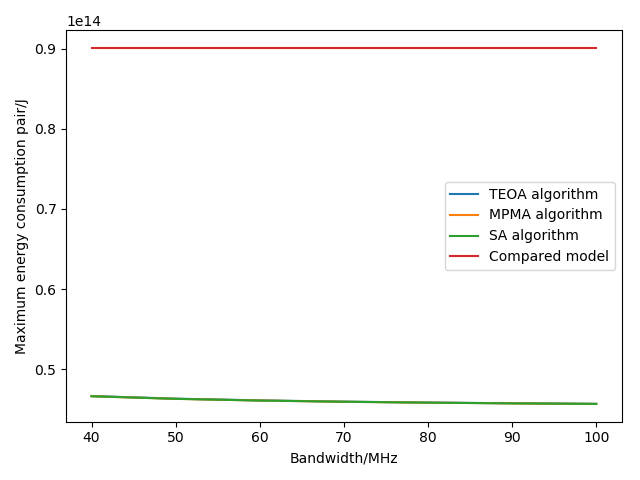 1e14
0.9
0.8
0.7
0.6
0.5
Maximum energy consumption pair/J
TEOA algorithm
MPMA algorithm
SA algorithm
Compared model
40 50 60 70 80 90 100
Bandwidth/MHz